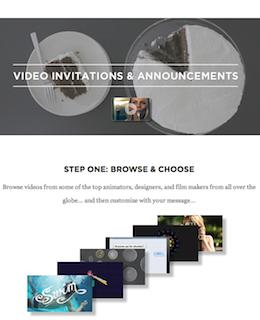 VIDEO INVITATIONS & ANNOUNCEMENTS
STEP ONE: BROWSE & CHOOSE
Browse videos from some of the top animators, designers, and film makers from all over the
globe... and then customize with your message...
Swim